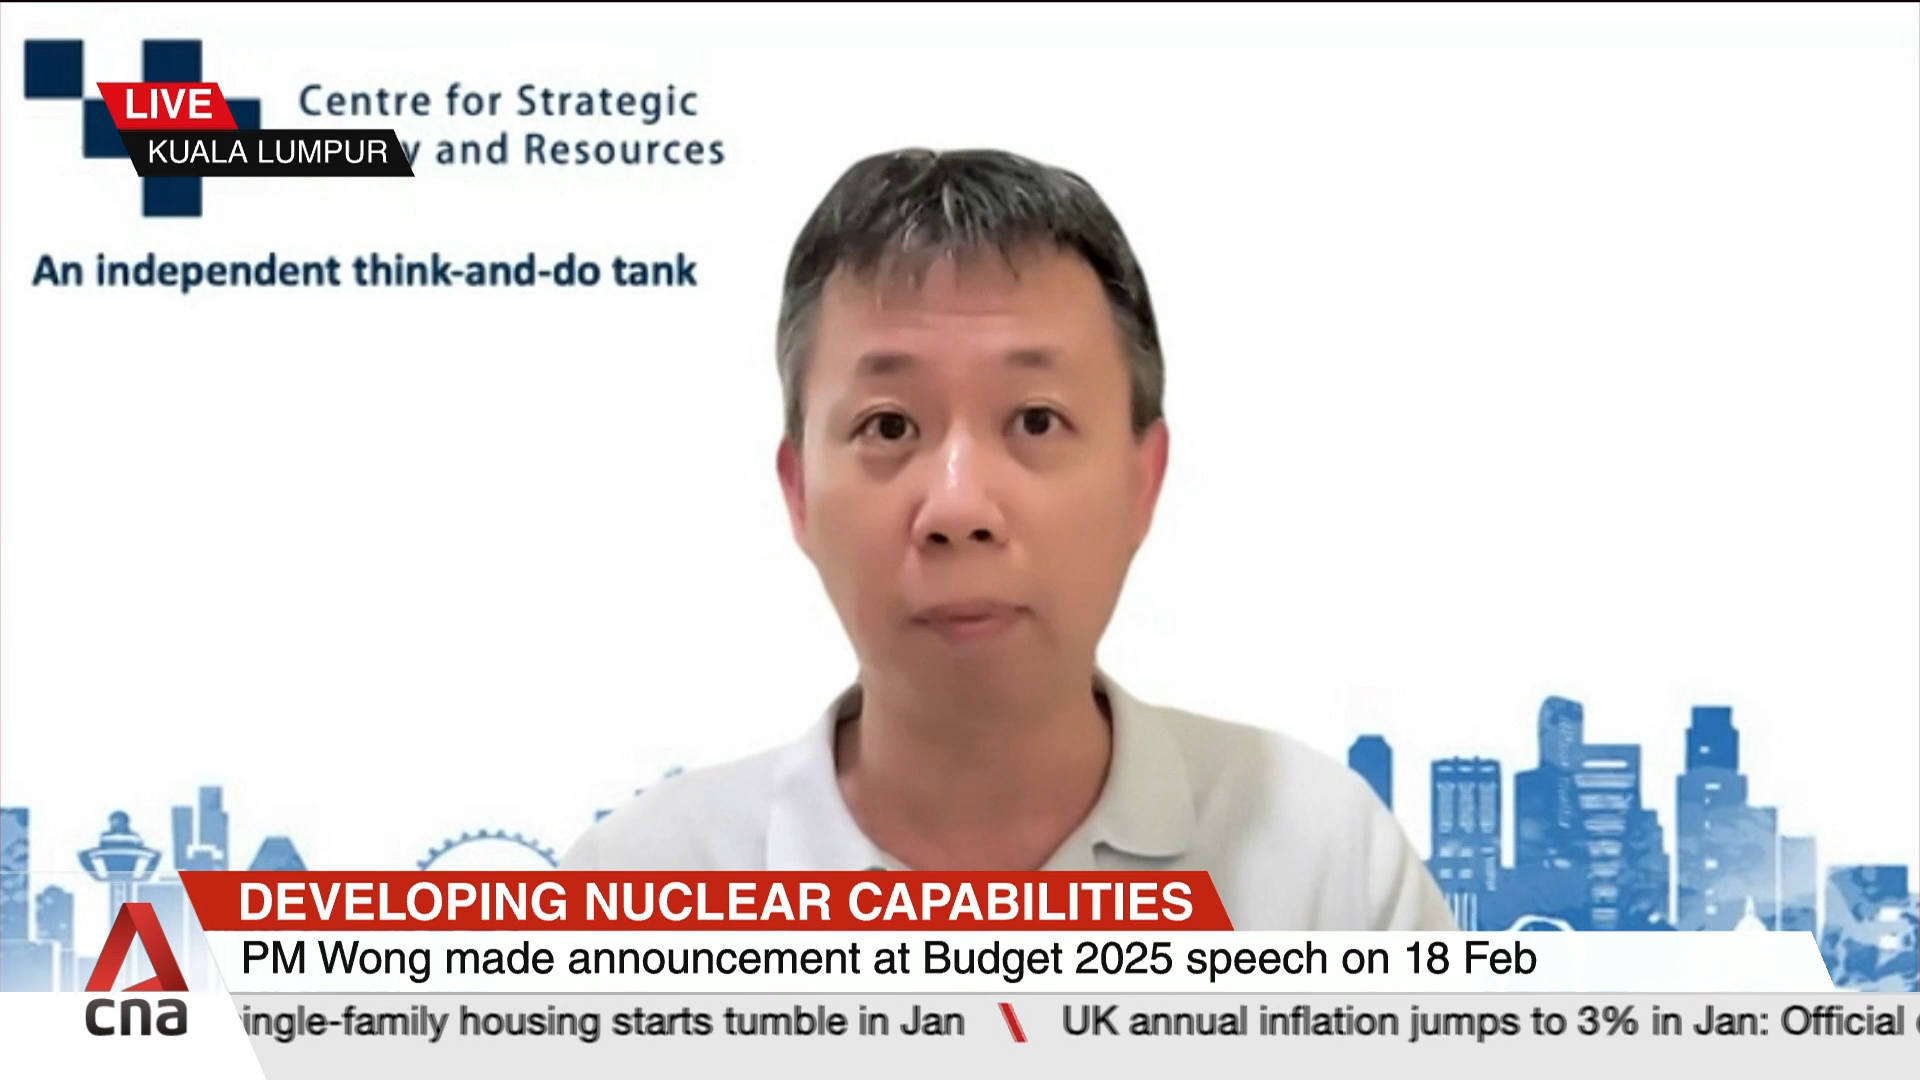 LIVE
KUALA LUMPUR
Centre for Strategic
y and Resources
An independent think-and-do tank
DEVELOPING NUCLEAR CAPABILITIES
PM Wong made announcement at Budget 2025 speech on 18 Feb
cna
ingle-family housing starts tumble in Jan
UK annual inflation jumps to 3% in Jan: Official